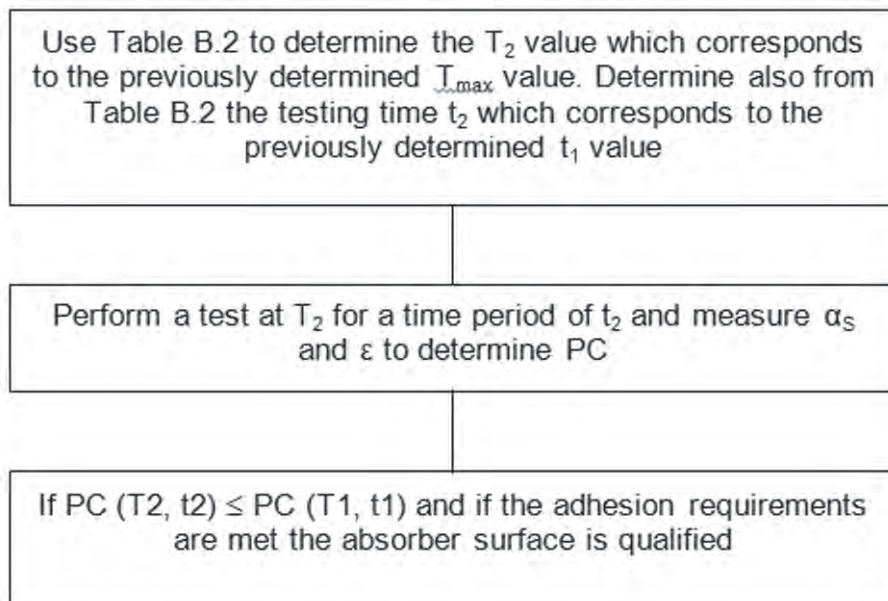 Use Table B.2 to determine the T₂ value which corresponds
to the previously determined Tmax value. Determine also from
Table B.2 the testing time t₂ which corresponds to the
previously determined t₁ value
Perform a test at T₂ for a time period of t₂ and measure αS
and ε to determine PC
If PC (T2, t2) ≤ PC (T1, t1) and if the adhesion requirements
are met the absorber surface is qualified